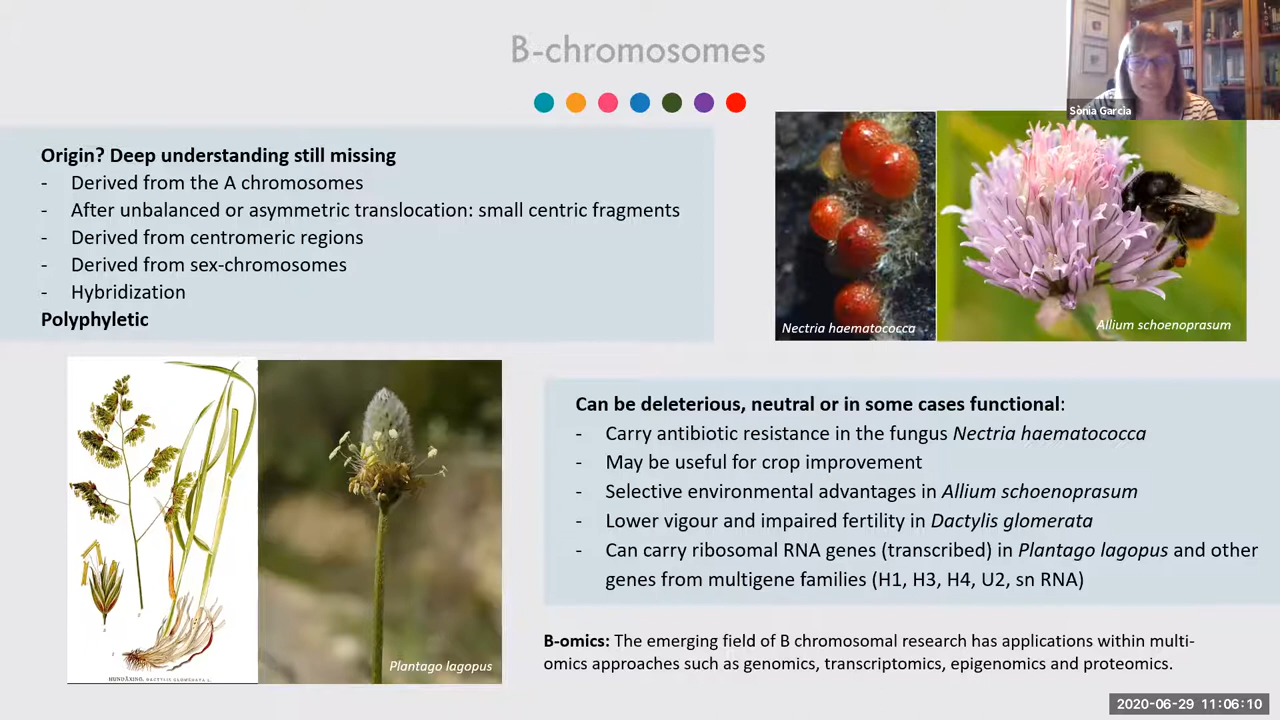 B-chromosomes
Sònia Garcia
Origin? Deep understanding still missing
- Derived from the A chromosomes
- After unbalanced or asymmetric translocation: small centric fragments
- Derived from centromeric regions
- Derived from sex-chromosomes
- Hybridization
Polyphyletic
Nectria haematococca
Allium schoenoprasum
Plantago lagopus
HUNDÄXING, DACTYLIS GLOMERATA L.
Can be deleterious, neutral or in some cases functional:
- Carry antibiotic resistance in the fungus Nectria haematococca
- May be useful for crop improvement
- Selective environmental advantages in Allium schoenoprasum
- Lower vigour and impaired fertility in Dactylis glomerata
- Can carry ribosomal RNA genes (transcribed) in Plantago lagopus and other
genes from multigene families (H1, H3, H4, U2, sn RNA)
B-omics: The emerging field of B chromosomal research has applications within multi-
omics approaches such as genomics, transcriptomics, epigenomics and proteomics.
2020-06-29 11:06:10